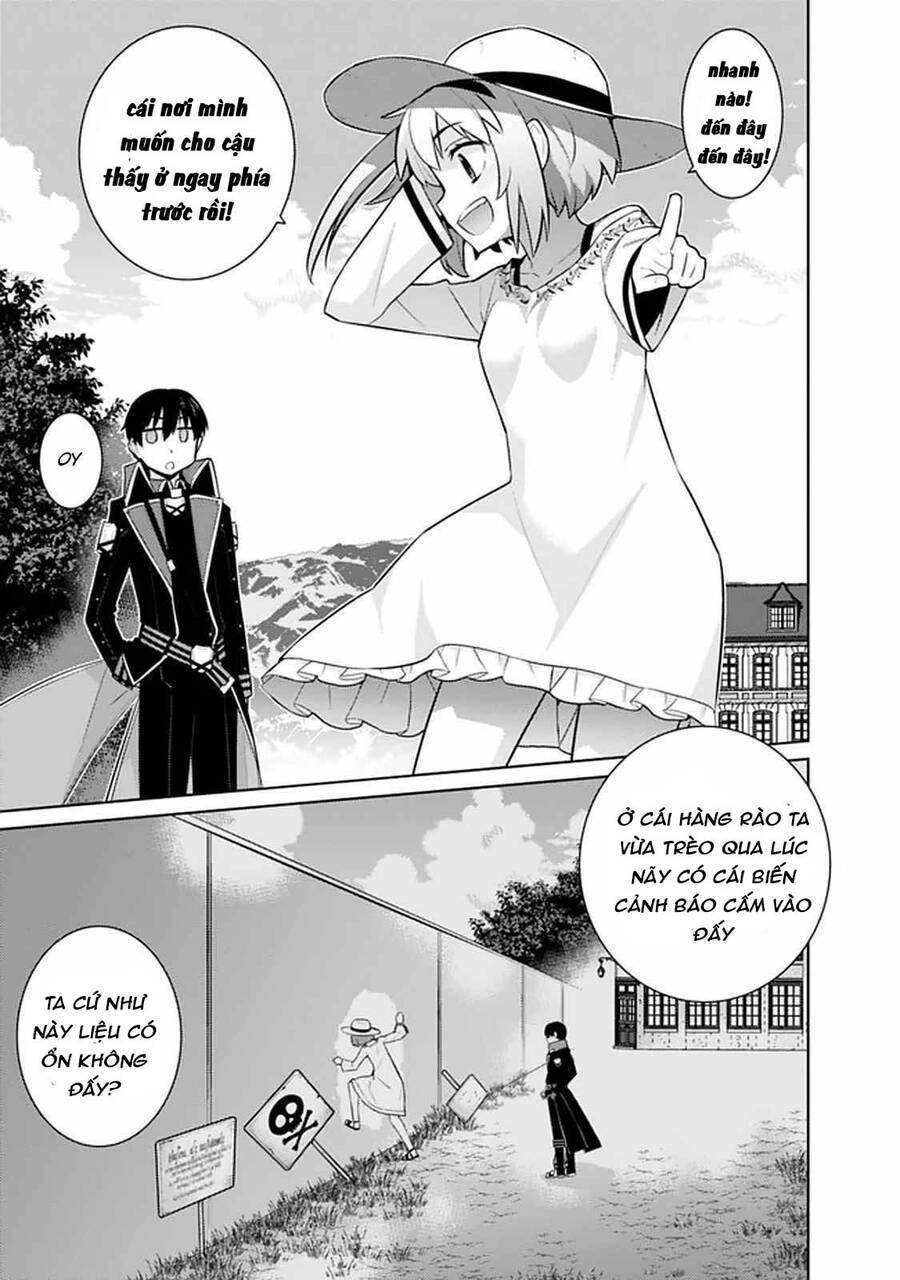 nhanh
nào!
đến đây
đến đây!
cái nơi mình
muốn cho cậu
thấy ở ngay phía
trước rồi!
OY
Ở CÁI HÀNG RÀO TA
VỪA TRÈO QUA LÚC
NÃY CÓ CÁI BIẾN
CẢNH BÁO CẤM VÀO
ĐẤY
TA CỨ NHƯ
NÀY LIỆU CÓ
ỔN KHÔNG
ĐẤY?